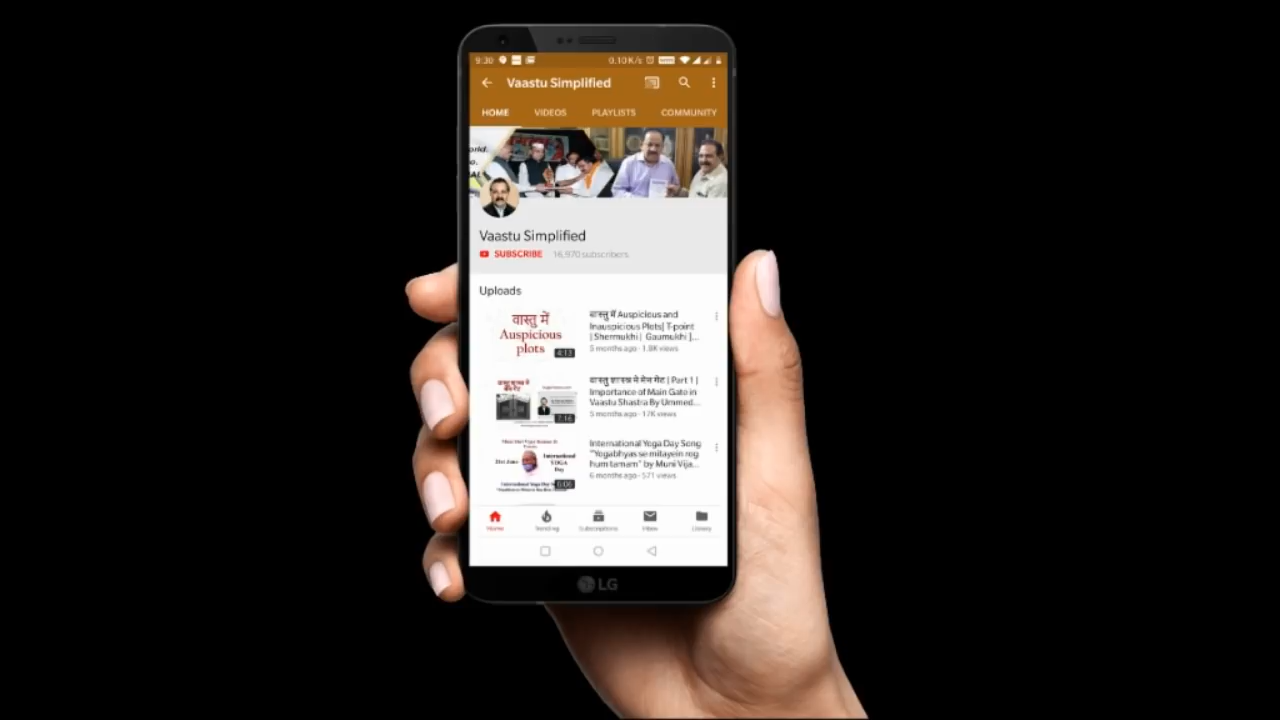 9:30
0.10K/s
Vaastu Simplified
HOME VIDEOS PLAYLISTS COMMUNITY
Vaastu Simplified
SUBSCRIBE 16,970 subscribers
Uploads
वास्तु में
Auspicious
plots
4:13
वास्तु में Auspicious and
Inauspicious Plots| T-point
| Shermukhi | Gaumukhi |...
5 months ago · 1.8K views
7:16
वास्तु शास्त्र में मेन गेट | Part 1 |
Importance of Main Gate in
Vaastu Shastra By Ummed...
5 months ago · 17K views
21st June
International
YOGA
Day
6:06
International Yoga Day Song
"Yogabhyas se mitayein rog
hum tamam" by Muni Vija...
6 months ago · 571 views
Home Trending Subscriptions Inbox Library
LG